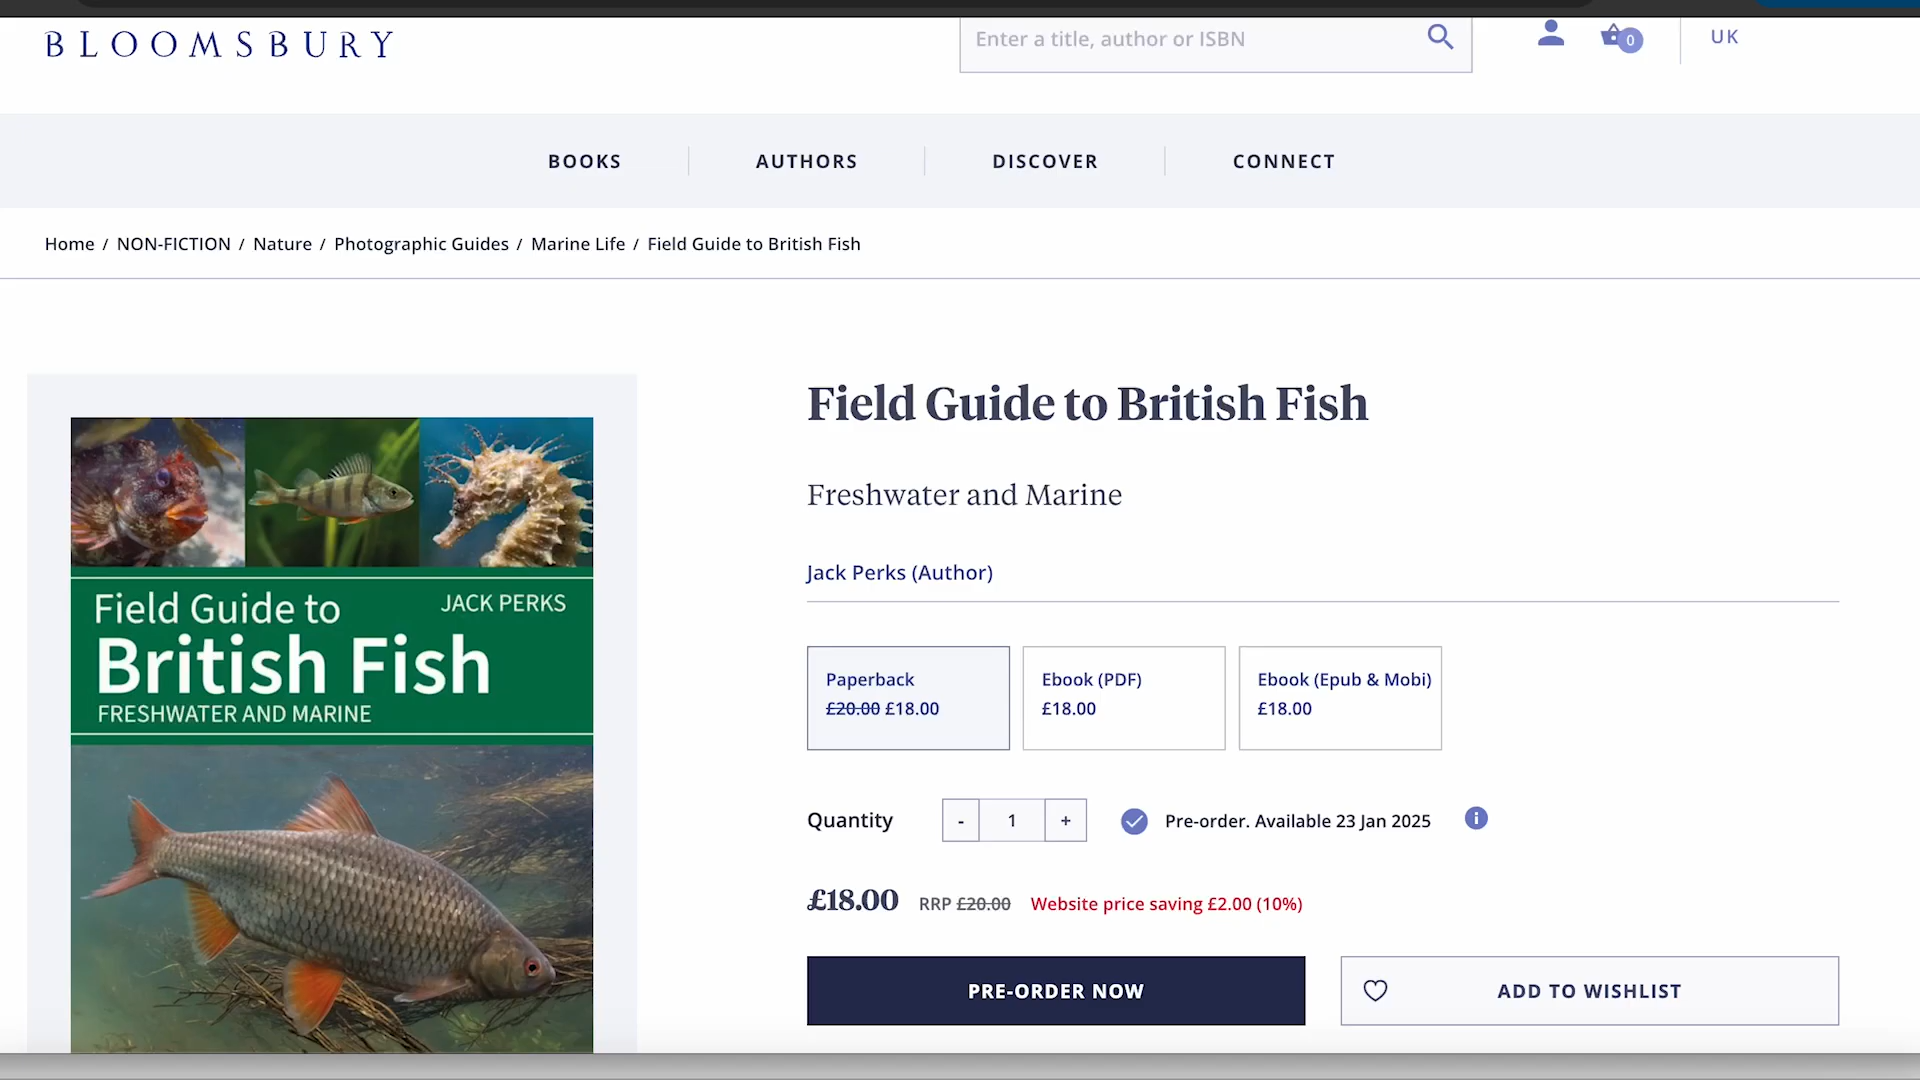 BLOOMSBURY
Enter a title, author or ISBN
0
UK
BOOKS
AUTHORS
DISCOVER
CONNECT
Home / NON-FICTION / Nature / Photographic Guides / Marine Life / Field Guide to British Fish
Field Guide to
JACK PERKS
British Fish
FRESHWATER AND MARINE
Field Guide to British Fish
Freshwater and Marine
Jack Perks (Author)
Paperback
£20.00 £18.00
Ebook (PDF)
£18.00
Ebook (Epub & Mobi)
£18.00
Quantity
- 1 +
Pre-order. Available 23 Jan 2025
i
£18.00 RRP £20.00 Website price saving £2.00 (10%)
PRE-ORDER NOW
ADD TO WISHLIST